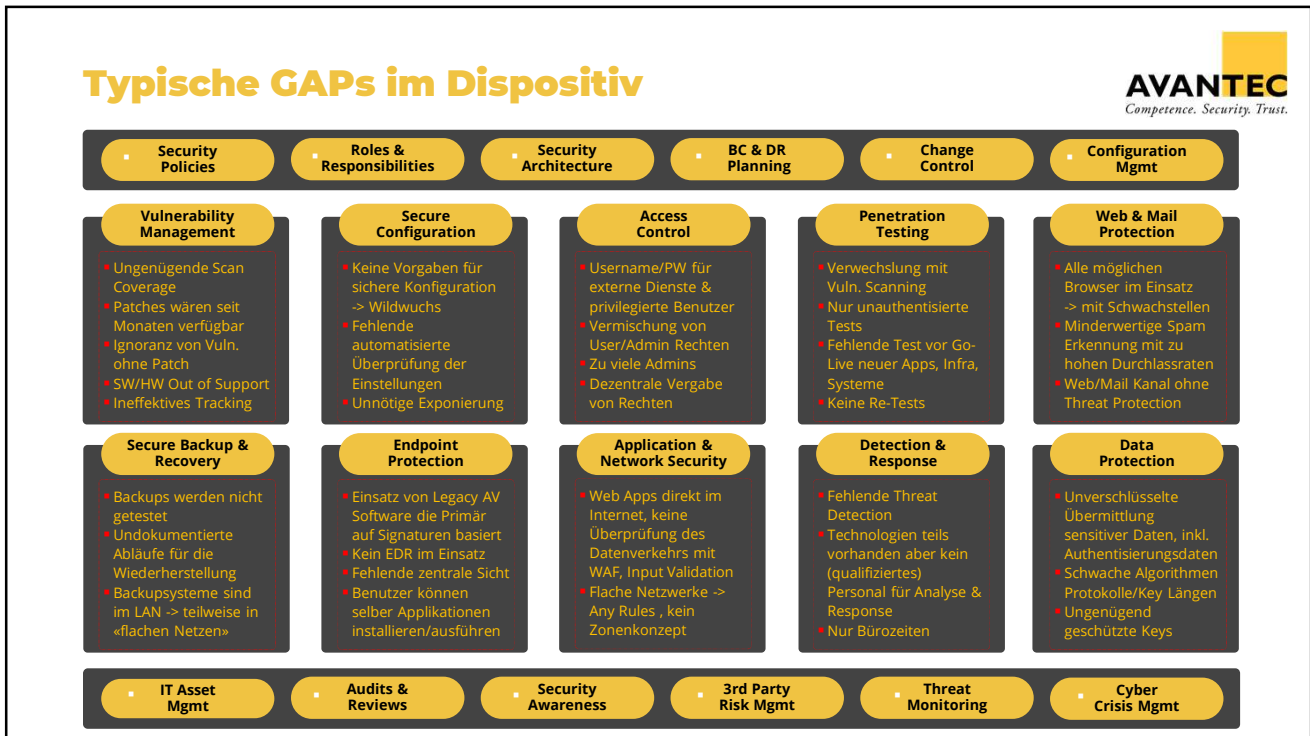 Typische GAPs im Dispositiv
AVANTEC
Competence. Security. Trust.
Security
Policies
Roles &
Responsibilities
Security
Architecture
BC & DR
Planning
Change
Control
Configuration
Mgmt
Vulnerability
Management
Ungenügende Scan
Coverage
Patches wären seit
Monaten verfügbar
Ignoranz von Vuln.
ohne Patch
SW/HW Out of Support
Ineffektives Tracking
Secure
Configuration
Keine Vorgaben für
sichere Konfiguration
-> Wildwuchs
Fehlende
automatisierte
Überprüfung der
Einstellungen
Unnötige Exponierung
Access
Control
Username/PW für
externe Dienste &
privilegierte Benutzer
Vermischung von
User/Admin Rechten
Zu viele Admins
Dezentrale Vergabe
von Rechten
Penetration
Testing
Verwechslung mit
Vuln. Scanning
Nur unauthentisierte
Tests
Fehlende Test vor Go-
Live neuer Apps, Infra,
Systeme
Keine Re-Tests
Web & Mail
Protection
Alle möglichen
Browser im Einsatz
-> mit Schwachstellen
Minderwertige Spam
Erkennung mit zu
hohen Durchlassraten
Web/Mail Kanal ohne
Threat Protection
Secure Backup &
Recovery
Backups werden nicht
getestet
Undokumentierte
Abläufe für die
Wiederherstellung
Backupsysteme sind
im LAN -> teilweise in
«flachen Netzen»
Endpoint
Protection
Einsatz von Legacy AV
Software die Primär
auf Signaturen basiert
Kein EDR im Einsatz
Fehlende zentrale Sicht
Benutzer können
selber Applikationen
installieren/ausführen
Application &
Network Security
Web Apps direkt im
Internet, keine
Überprüfung des
Datenverkehrs mit
WAF, Input Validation
Flache Netzwerke ->
Any Rules , kein
Zonenkonzept
Detection &
Response
Fehlende Threat
Detection
Technologien teils
vorhanden aber kein
(qualifiziertes)
Personal für Analyse &
Response
Nur Bürozeiten
Data
Protection
Unverschlüsselte
Übermittlung
sensitiver Daten, inkl.
Authentisierungsdaten
Schwache Algorithmen
Protokolle/Key Längen
Ungenügend
geschützte Keys
IT Asset
Mgmt
Audits &
Reviews
Security
Awareness
3rd Party
Risk Mgmt
Threat
Monitoring
Cyber
Crisis Mgmt